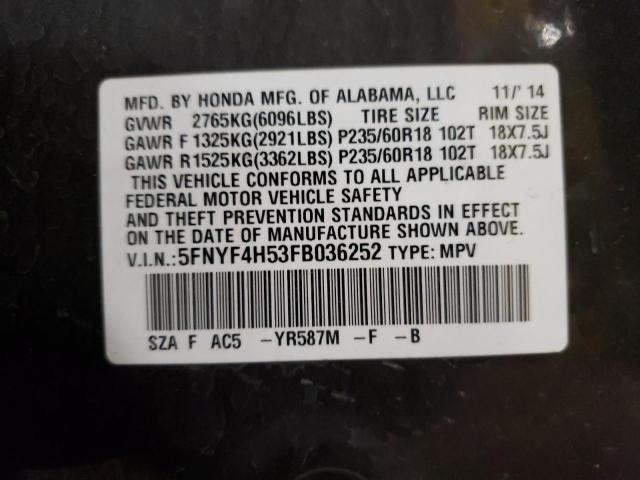 MFD. BY HONDA MFG. OF ALABAMA, LLC 11/' 14
GVWR 2765KG(6096LBS) TIRE SIZE RIM SIZE
GAWR F 1325KG(2921LBS) P235/60R18 102T 18X7.5J
GAWR R 1525KG(3362LBS) P235/60R18 102T 18X7.5J
THIS VEHICLE CONFORMS TO ALL APPLICABLE
FEDERAL MOTOR VEHICLE SAFETY
AND THEFT PREVENTION STANDARDS IN EFFECT
ON THE DATE OF MANUFACTURE SHOWN ABOVE.
V.I.N.:5FNYF4H53FB036252 TYPE: MPV
SZA F AC5 -YR587M -F -B